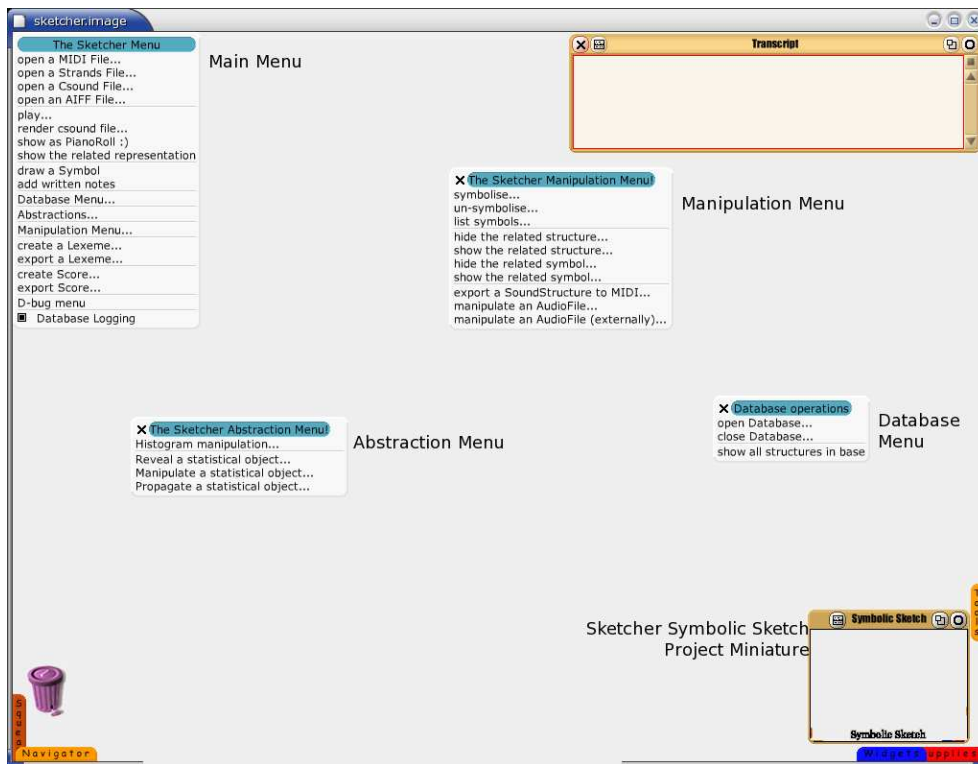 sketcher.image
The Sketcher Menu
open a MIDI File...
open a Strands File...
open a Csound File...
open an AIFF File...
play...
render csound file...
show as PianoRoll :)
show the related representation
draw a Symbol
add written notes
Database Menu...
Abstractions...
Manipulation Menu...
create a Lexeme...
export a Lexeme...
create Score...
export Score...
D-bug menu
Database Logging
Main Menu
Transcript
The Sketcher Manipulation Menu!
symbolise...
un-symbolise...
list symbols...
hide the related structure...
show the related structure...
hide the related symbol...
show the related symbol...
export a SoundStructure to MIDI...
manipulate an AudioFile...
manipulate an AudioFile (externally)...
Manipulation Menu
The Sketcher Abstraction Menu!
Histogram manipulation...
Reveal a statistical object...
Manipulate a statistical object...
Propagate a statistical object...
Abstraction Menu
Database operations
open Database...
close Database...
show all structures in base
Database
Menu
Sketcher Symbolic Sketch
Project Miniature
Symbolic Sketch
Symbolic Sketch
Navigator
Widgets